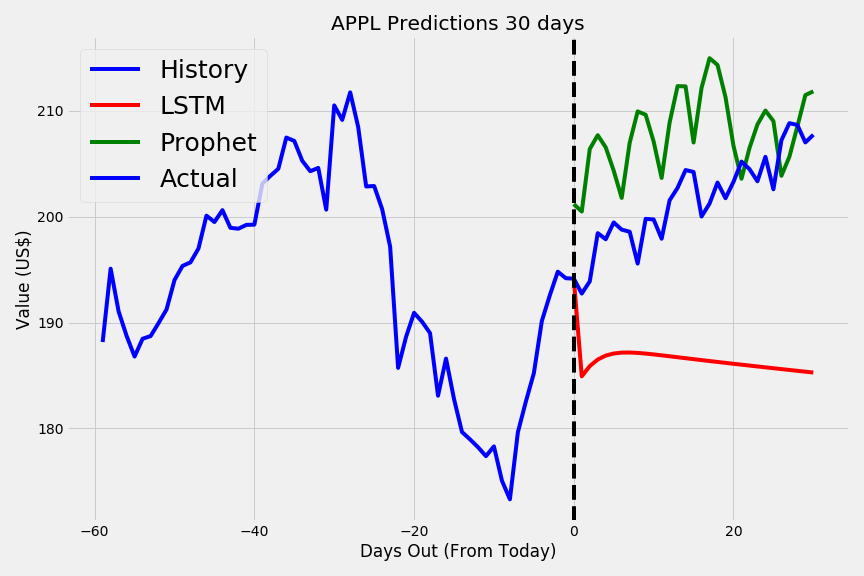 APPL Predictions 30 days
History
LSTM
Prophet
Actual
210
200
190
180
Value (US$)
−60
−40
−20
0
20
Days Out (From Today)